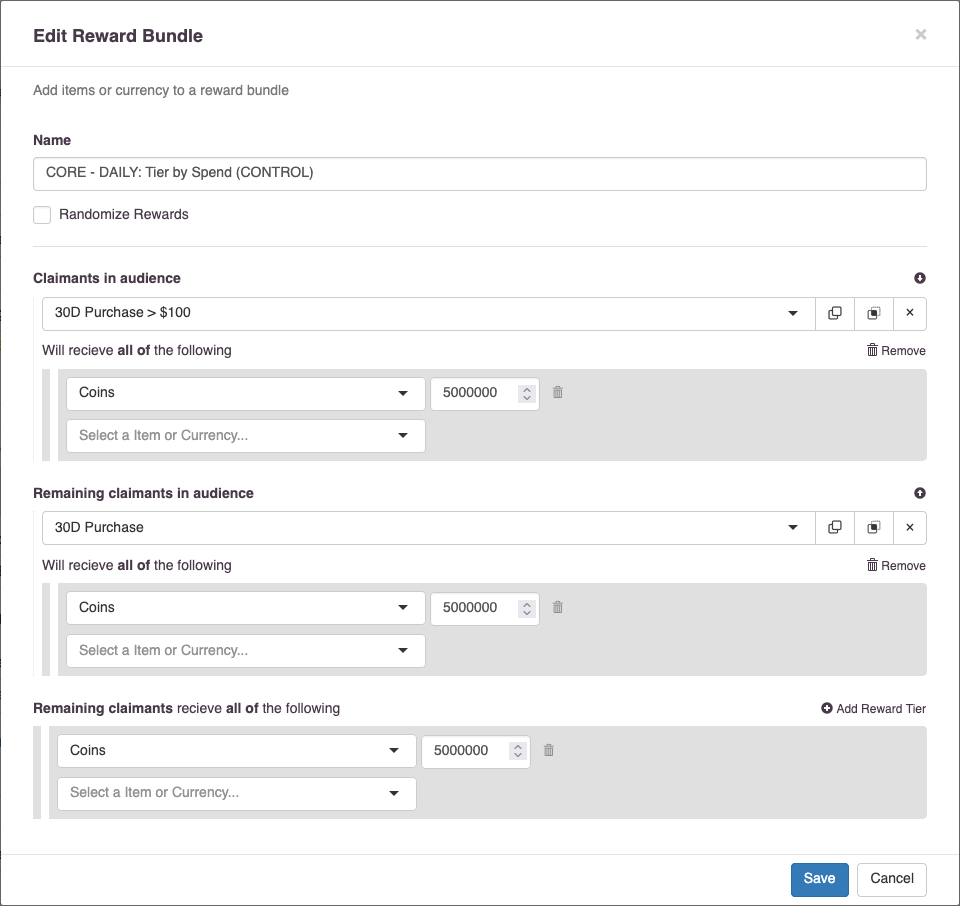 Edit Reward Bundle
×
Add items or currency to a reward bundle
Name
CORE - DAILY: Tier by Spend (CONTROL)
Randomize Rewards
Claimants in audience
30D Purchase > $100
Will recieve all of the following
Remove
Coins
5000000
Select a Item or Currency...
Remaining claimants in audience
30D Purchase
Will recieve all of the following
Remove
Coins
5000000
Select a Item or Currency...
Remaining claimants recieve all of the following
Add Reward Tier
Coins
5000000
Select a Item or Currency...
Save
Cancel